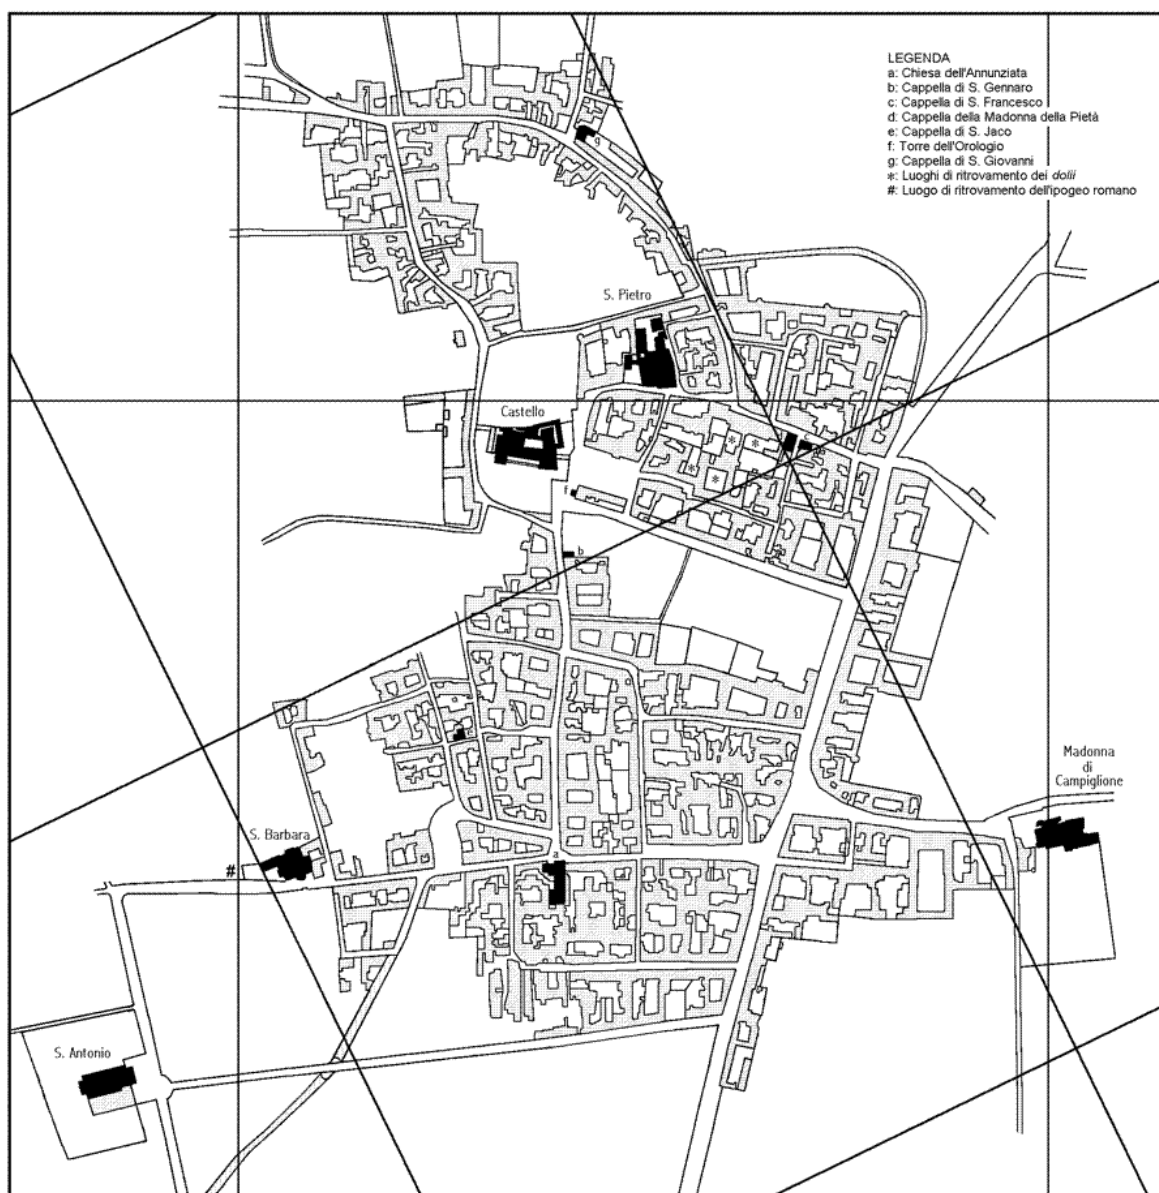 LEGENDA
a: Chiesa dell'Annunziata
b: Cappella di S. Gennaro
c: Cappella di S. Francesco
d: Cappella della Madonna della Pietà
e: Cappella di S. Jaco
f: Torre dell'Orologio
g: Cappella di S. Giovanni
*: Luoghi di ritrovamento dei dolii
#: Luogo di ritrovamento dell'ipogeo romano
g
S. Pietro
Castello
c
* *
* *
f
b
Madonna
di
Campiglione
S. Barbara
#
a
S. Antonio